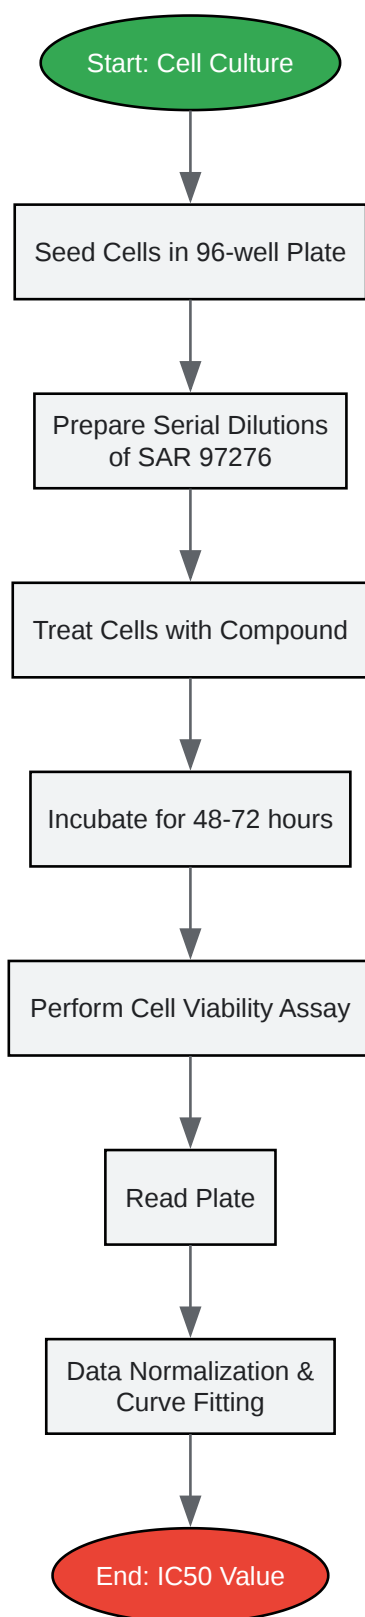 Start: Cell Culture
Seed Cells in 96-well Plate
Prepare Serial Dilutions
of SAR 97276
Treat Cells with Compound
Incubate for 48-72 hours
Perform Cell Viability Assay
Read Plate
Data Normalization &
Curve Fitting
End: IC50 Value